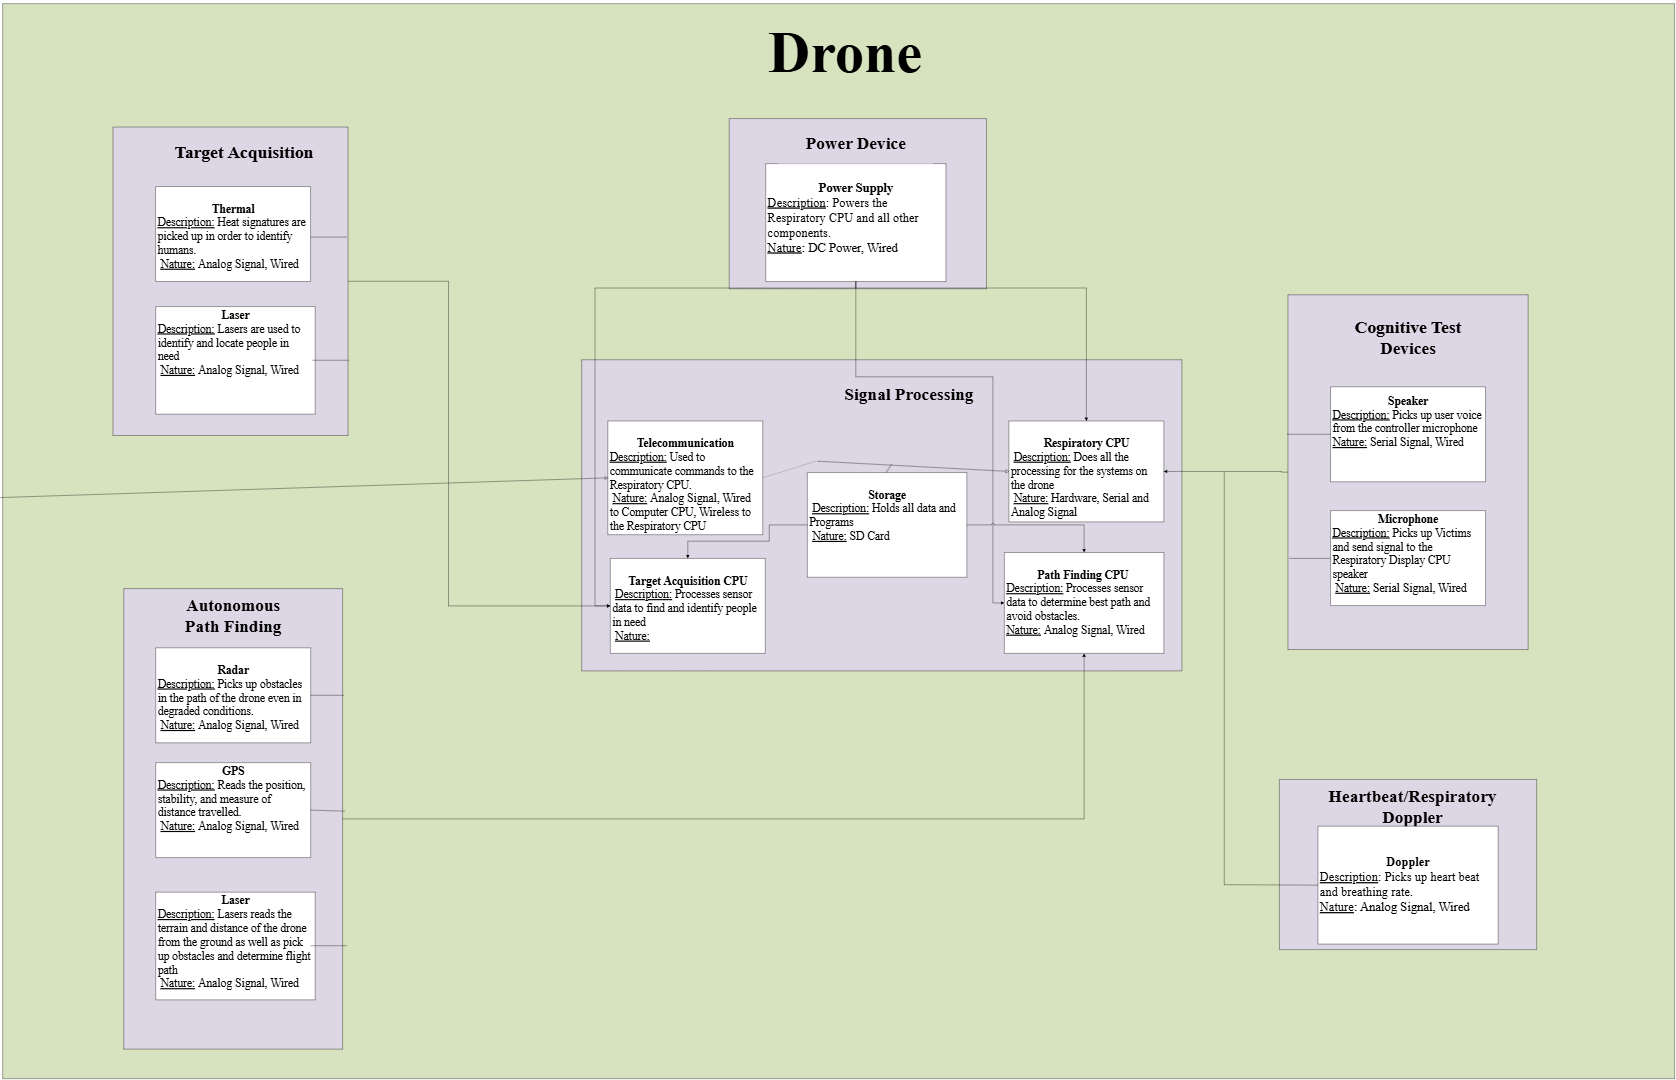 Drone
Target Acquisition
Thermal
Description: Heat signatures are
picked up in order to identify
humans.
Nature: Analog Signal, Wired
Laser
Description: Lasers are used to
identify and locate people in
need
Nature: Analog Signal, Wired
Power Device
Power Supply
Description: Powers the
Respiratory CPU and all other
components.
Nature: DC Power, Wired
Signal Processing
Telecommunication
Description: Used to
communicate commands to the
Respiratory CPU.
Nature: Analog Signal, Wired
to Computer CPU, Wireless to
the Respiratory CPU
Storage
Description: Holds all data and
Programs
Nature: SD Card
Respiratory CPU
Description: Does all the
processing for the systems on
the drone
Nature: Hardware, Serial and
Analog Signal
Target Acquisition CPU
Description: Processes sensor
data to find and identify people
in need
Nature:
Path Finding CPU
Description: Processes sensor
data to determine best path and
avoid obstacles.
Nature: Analog Signal, Wired
Cognitive Test
Devices
Speaker
Description: Picks up user voice
from the controller microphone
Nature: Serial Signal, Wired
Microphone
Description: Picks up Victims
and send signal to the
Respiratory Display CPU
speaker
Nature: Serial Signal, Wired
Autonomous
Path Finding
Radar
Description: Picks up obstacles
in the path of the drone even in
degraded conditions.
Nature: Analog Signal, Wired
GPS
Description: Reads the position,
stability, and measure of
distance travelled.
Nature: Analog Signal, Wired
Laser
Description: Lasers reads the
terrain and distance of the drone
from the ground as well as pick
up obstacles and determine flight
path
Nature: Analog Signal, Wired
Heartbeat/Respiratory
Doppler
Doppler
Description: Picks up heart beat
and breathing rate.
Nature: Analog Signal, Wired